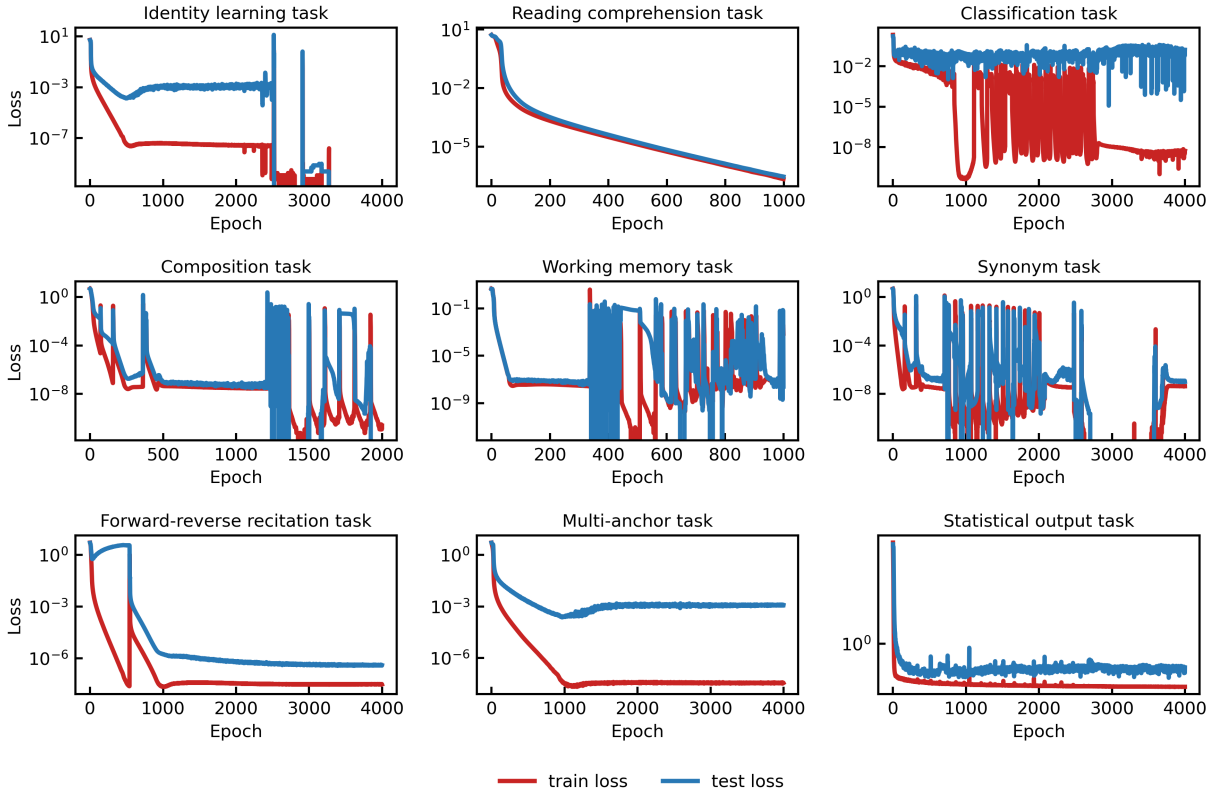 Identity learning task
Reading comprehension task
Classification task
10^1
10^-3
10^-7
Loss
0 1000 2000 3000 4000
Epoch
10^1
10^-2
10^-5
0 200 400 600 800 1000
Epoch
10^-2
10^-5
10^-8
0 1000 2000 3000 4000
Epoch
Composition task
Working memory task
Synonym task
10^0
10^-4
10^-8
Loss
0 500 1000 1500 2000
Epoch
10^-1
10^-5
10^-9
0 200 400 600 800 1000
Epoch
10^0
10^-4
10^-8
0 1000 2000 3000 4000
Epoch
Forward-reverse recitation task
Multi-anchor task
Statistical output task
10^0
10^-3
10^-6
Loss
0 1000 2000 3000 4000
Epoch
10^0
10^-3
10^-6
0 1000 2000 3000 4000
Epoch
10^0
0 1000 2000 3000 4000
Epoch
train loss
test loss